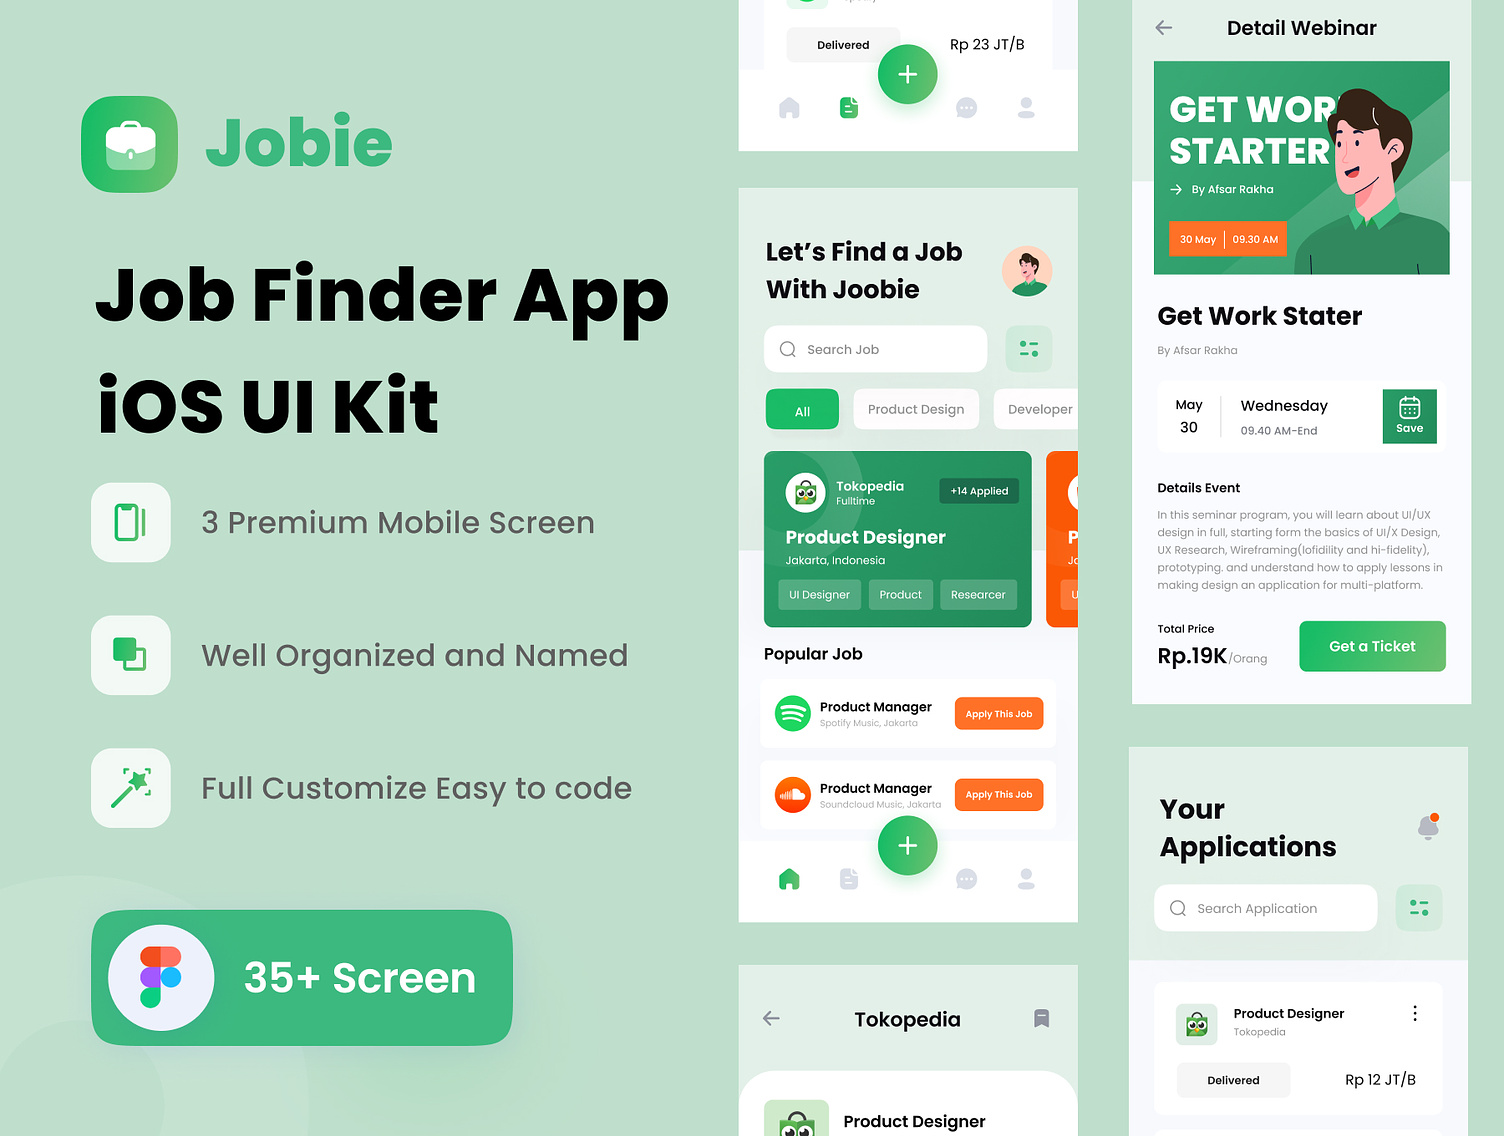 Jobie
Job Finder App
iOS UI Kit
3 Premium Mobile Screen
Well Organized and Named
Full Customize Easy to code
35+ Screen
Delivered
Rp 23 JT/B
Let's Find a Job
With Joobie
Search Job
All
Product Design
Developer
Tokopedia
Fulltime
+14 Applied
Product Designer
Jakarta, Indonesia
UI Designer
Product
Researcer
Popular Job
Product Manager
Spotify Music, Jakarta
Apply This Job
Product Manager
Soundcloud Music, Jakarta
Apply This Job
Tokopedia
Product Designer
Detail Webinar
GET WOR
STARTER
By Afsar Rakha
30 May
09.30 AM
Get Work Stater
By Afsar Rakha
May
30
Wednesday
09.40 AM-End
Save
Details Event
In this seminar program, you will learn about UI/UX
design in full, starting form the basics of UI/X Design,
UX Research, Wireframing(lofidility and hi-fidelity),
prototyping. and understand how to apply lessons in
making design an application for multi-platform.
Total Price
Rp.19K/Orang
Get a Ticket
Your
Applications
Search Application
Product Designer
Tokopedia
Delivered
Rp 12 JT/B